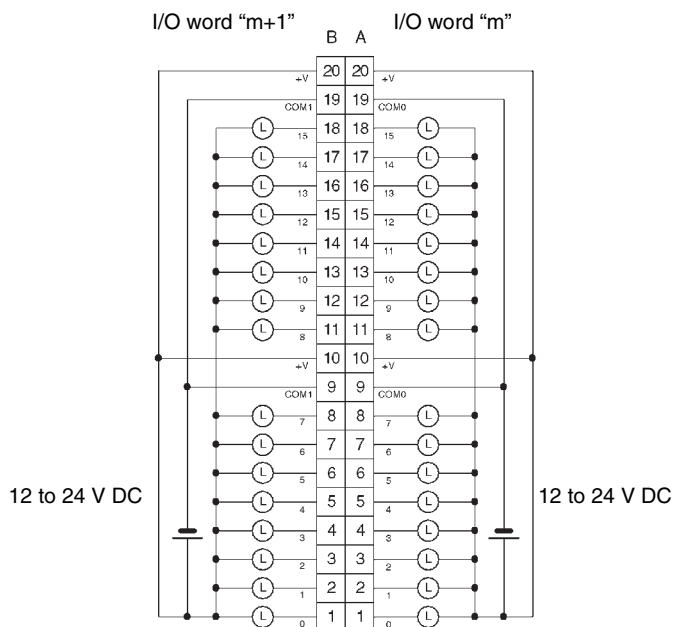 I/O word “m+1” I/O word “m”
B A
+V 20 20 +V
COM1 19 19 COM0
L 15 18 18 15 L
L 14 17 17 14 L
L 13 16 16 13 L
L 12 15 15 12 L
L 11 14 14 11 L
L 10 13 13 10 L
L 9 12 12 9 L
L 8 11 11 8 L
+V 10 10 +V
COM1 9 9 COM0
L 7 8 8 7 L
L 6 7 7 6 L
L 5 6 6 5 L
12 to 24 V DC L 4 5 5 4 L 12 to 24 V DC
L 3 4 4 3 L
L 2 3 3 2 L
L 1 2 2 1 L
L 0 1 1 0 L